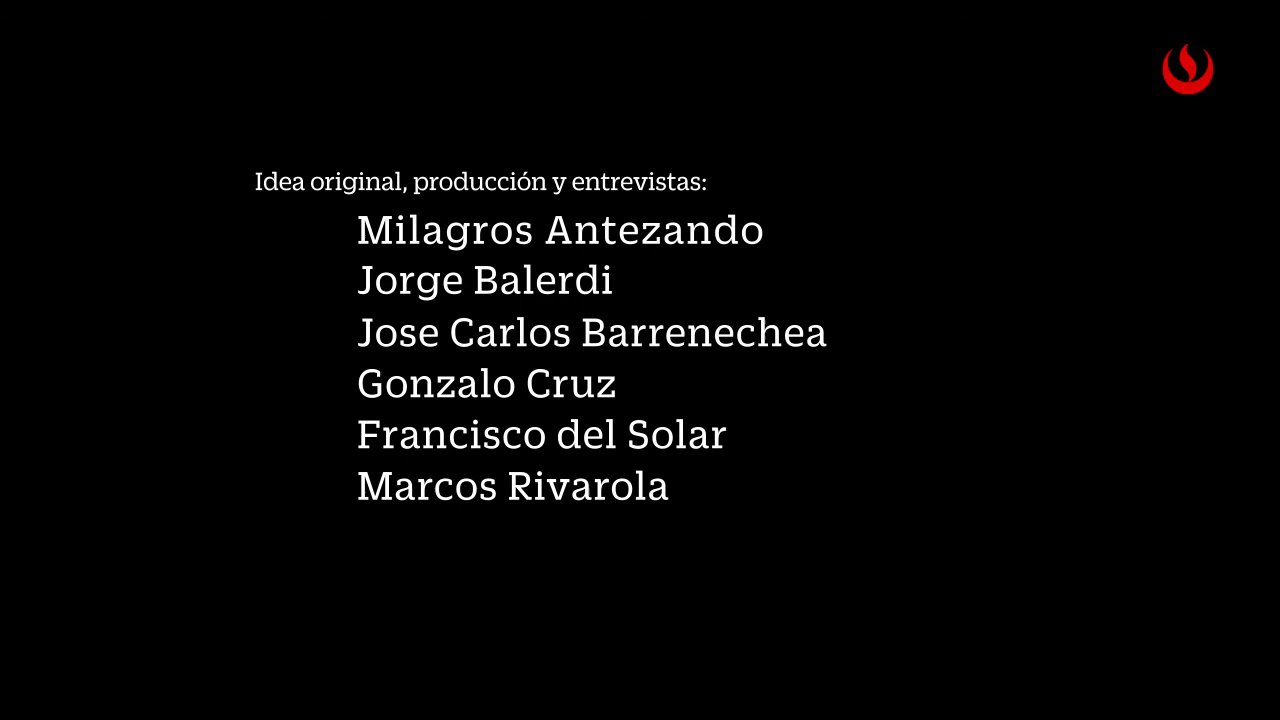 Idea original, producción y entrevistas:
Milagros Antezando
Jorge Balerdi
Jose Carlos Barrenechea
Gonzalo Cruz
Francisco del Solar
Marcos Rivarola